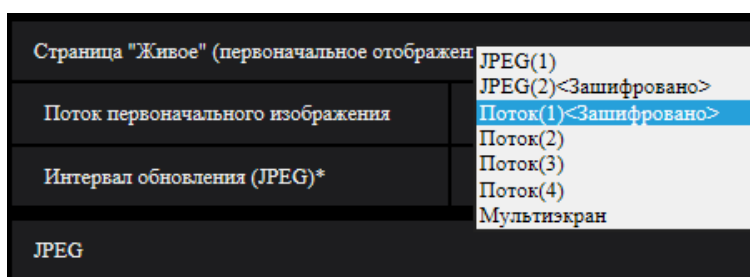 Страница "Живое" (первоначальное отображен
JPEG(1)
JPEG(2)<Зашифровано>
Поток первоначального изображения
Поток(1)<Зашифровано>
Поток(2)
Поток(3)
Интервал обновления (JPEG)*
Поток(4)
Мультиэкран
JPEG